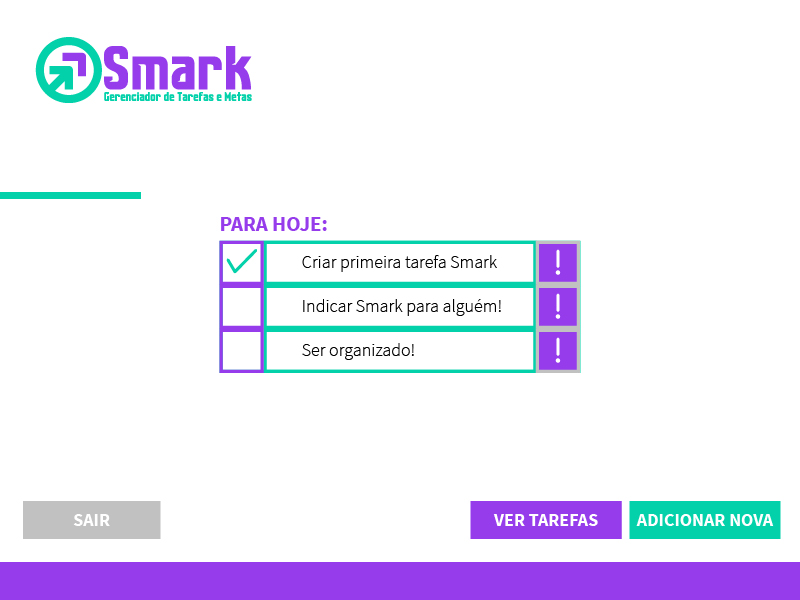 Smark
Gerenciador de Tarefas e Metas
PARA HOJE:
Criar primeira tarefa Smark
!
Indicar Smark para alguém!
!
Ser organizado!
!
SAIR
VER TAREFAS
ADICIONAR NOVA